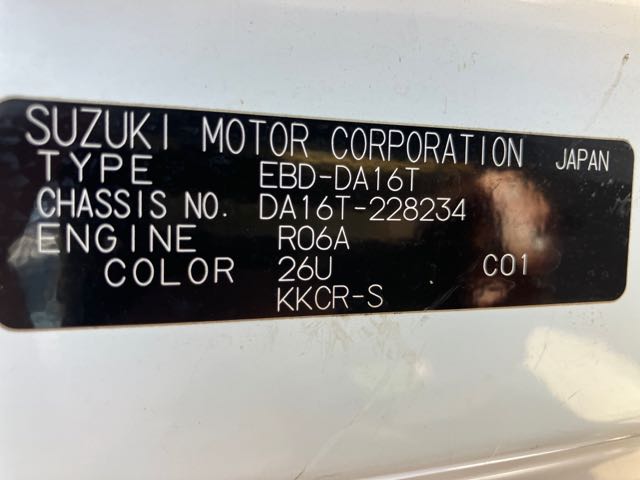 SUZUKI MOTOR CORPORATION JAPAN
TYPE EBD-DA16T
CHASSIS NO. DA16T-228234
ENGINE R06A
COLOR 26U C01
KKCR-S